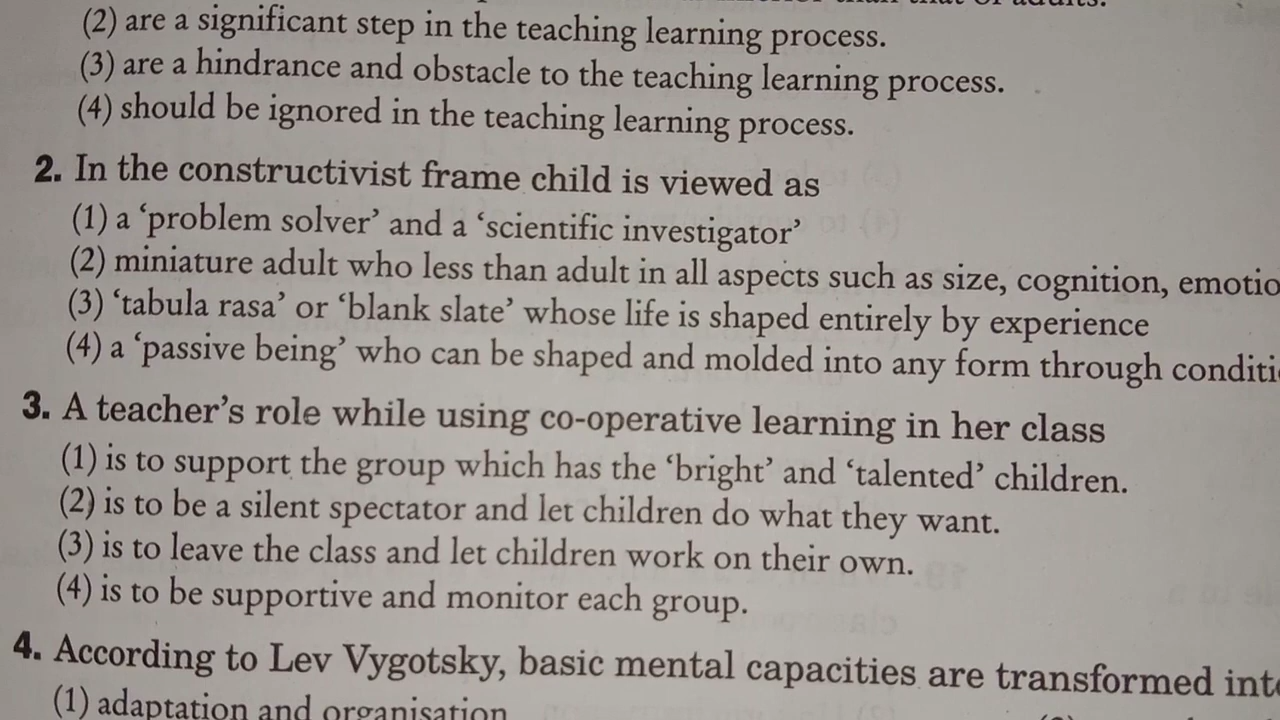 than that of adults.
(2) are a significant step in the teaching learning process.
(3) are a hindrance and obstacle to the teaching learning process.
(4) should be ignored in the teaching learning process.
2. In the constructivist frame child is viewed as
(1) a ‘problem solver’ and a ‘scientific investigator’
(2) miniature adult who less than adult in all aspects such as size, cognition, emotio
(3) ‘tabula rasa’ or ‘blank slate’ whose life is shaped entirely by experience
(4) a ‘passive being’ who can be shaped and molded into any form through conditi
3. A teacher’s role while using co-operative learning in her class
(1) is to support the group which has the ‘bright’ and ‘talented’ children.
(2) is to be a silent spectator and let children do what they want.
(3) is to leave the class and let children work on their own.
(4) is to be supportive and monitor each group.
4. According to Lev Vygotsky, basic mental capacities are transformed int
(1) adaptation and organisation